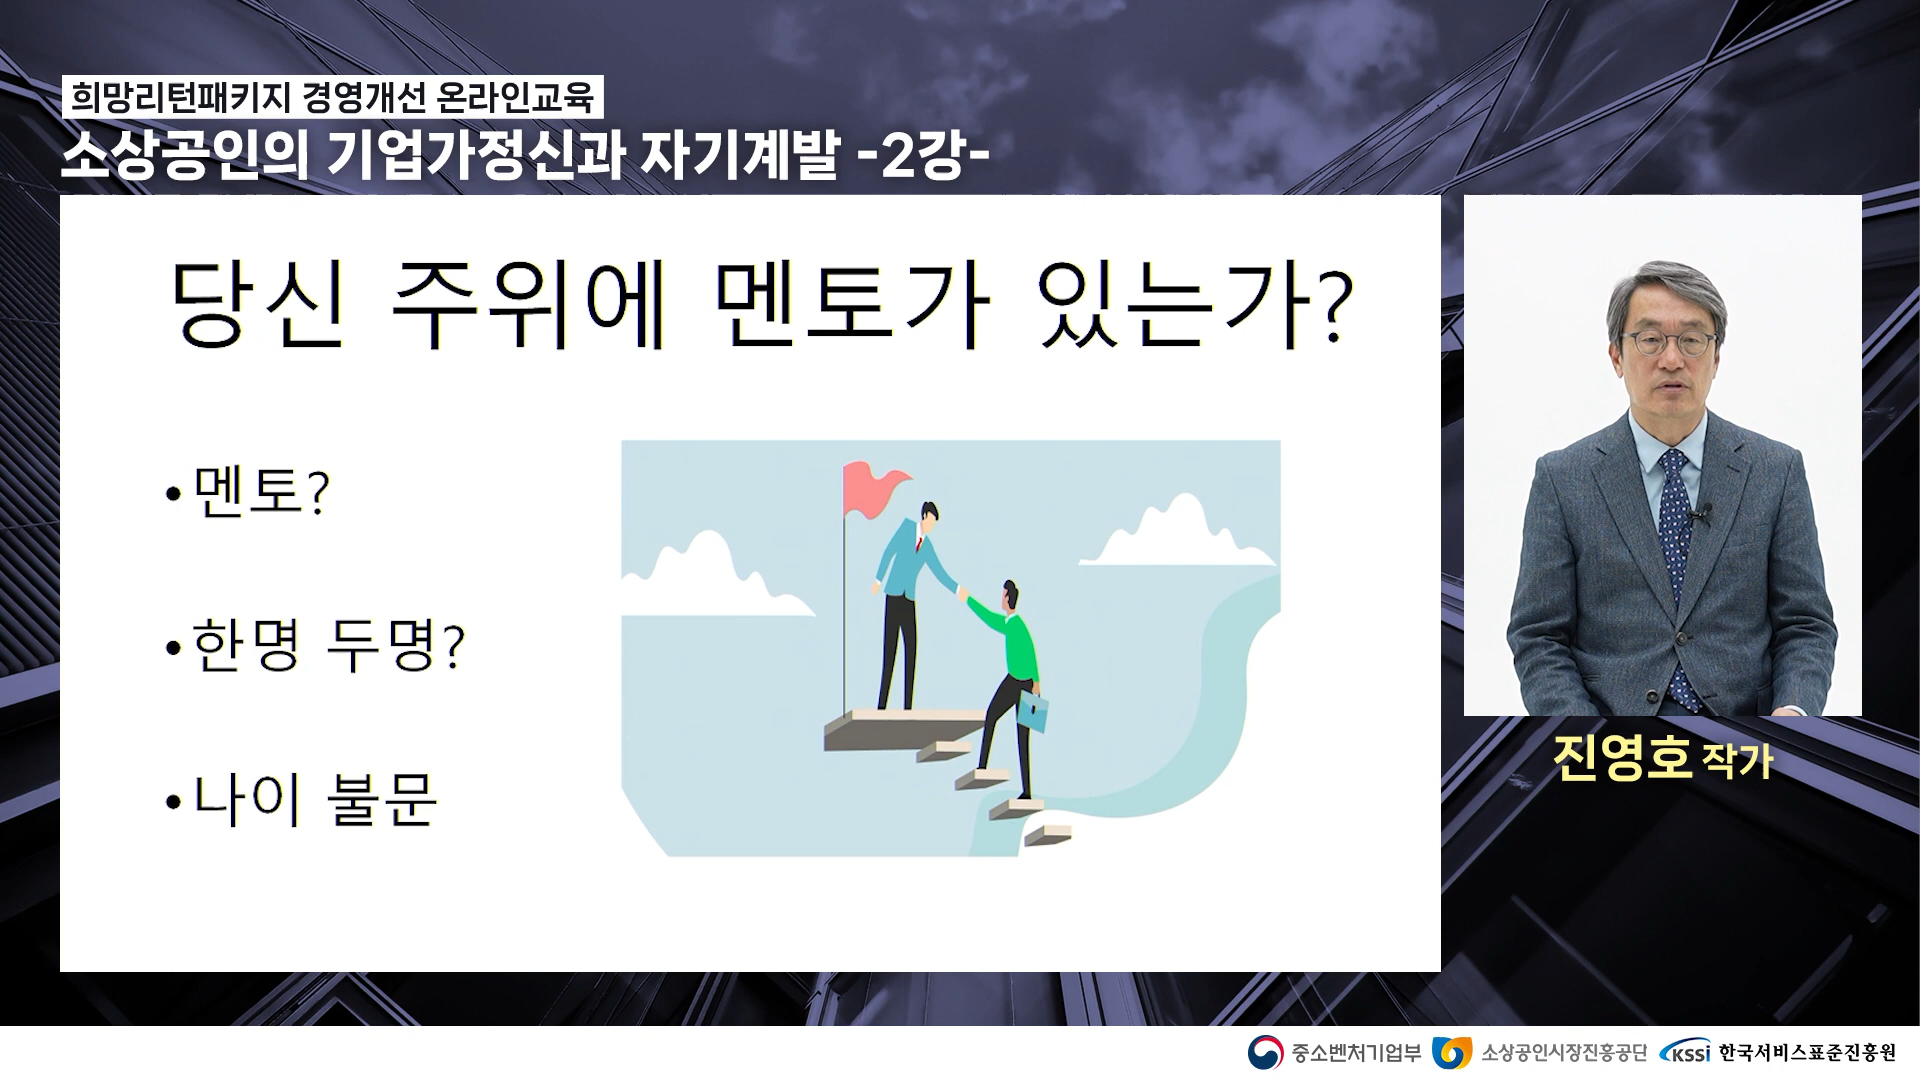 희망리턴패키지 경영개선 온라인교육
소상공인의 기업가정신과 자기계발 -2강-
당신 주위에 멘토가 있는가?
•멘토?
•한명 두명?
•나이 불문
진영호 작가
중소벤처기업부 소상공인시장진흥공단 KSSi 한국서비스표준진흥원